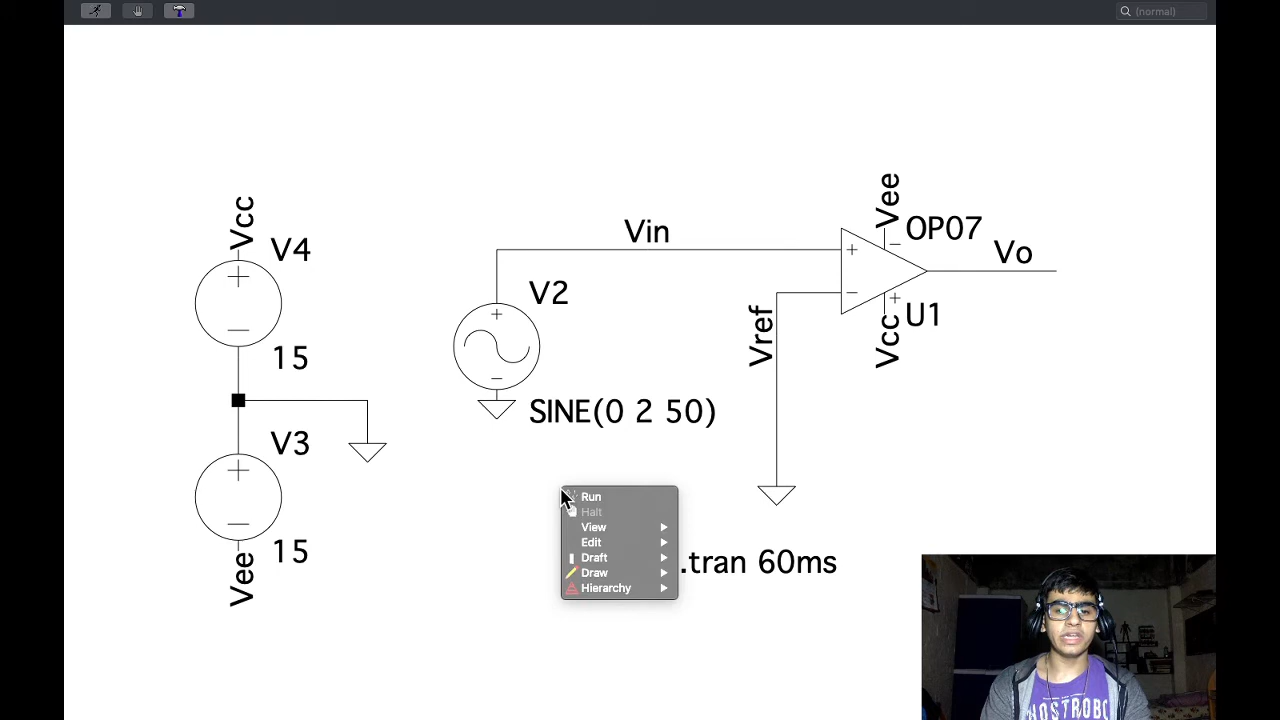 (normal)
Vcc
V4
15
V3
15
Vee
Vin
V2
SINE(0 2 50)
Vref
Vee
OP07
Vo
U1
Vcc
Run
Halt
View
Edit
Draft
Draw
Hierarchy
.tran 60ms
NOSTROBO